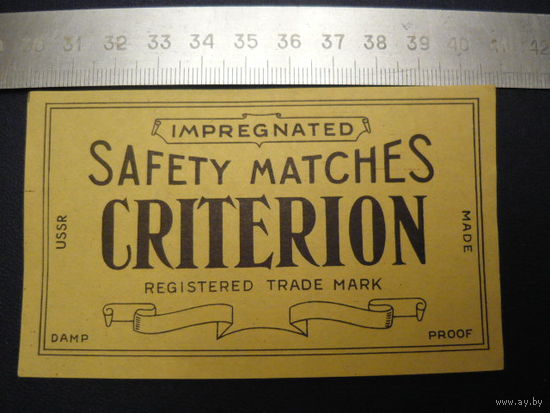 30 31 32 33 34 35 36 37 38 39 40 41 42
IMPREGNATED
SAFETY MATCHES
CRITERION
USSR
MADE
REGISTERED TRADE MARK
DAMP
PROOF
www.ay.by